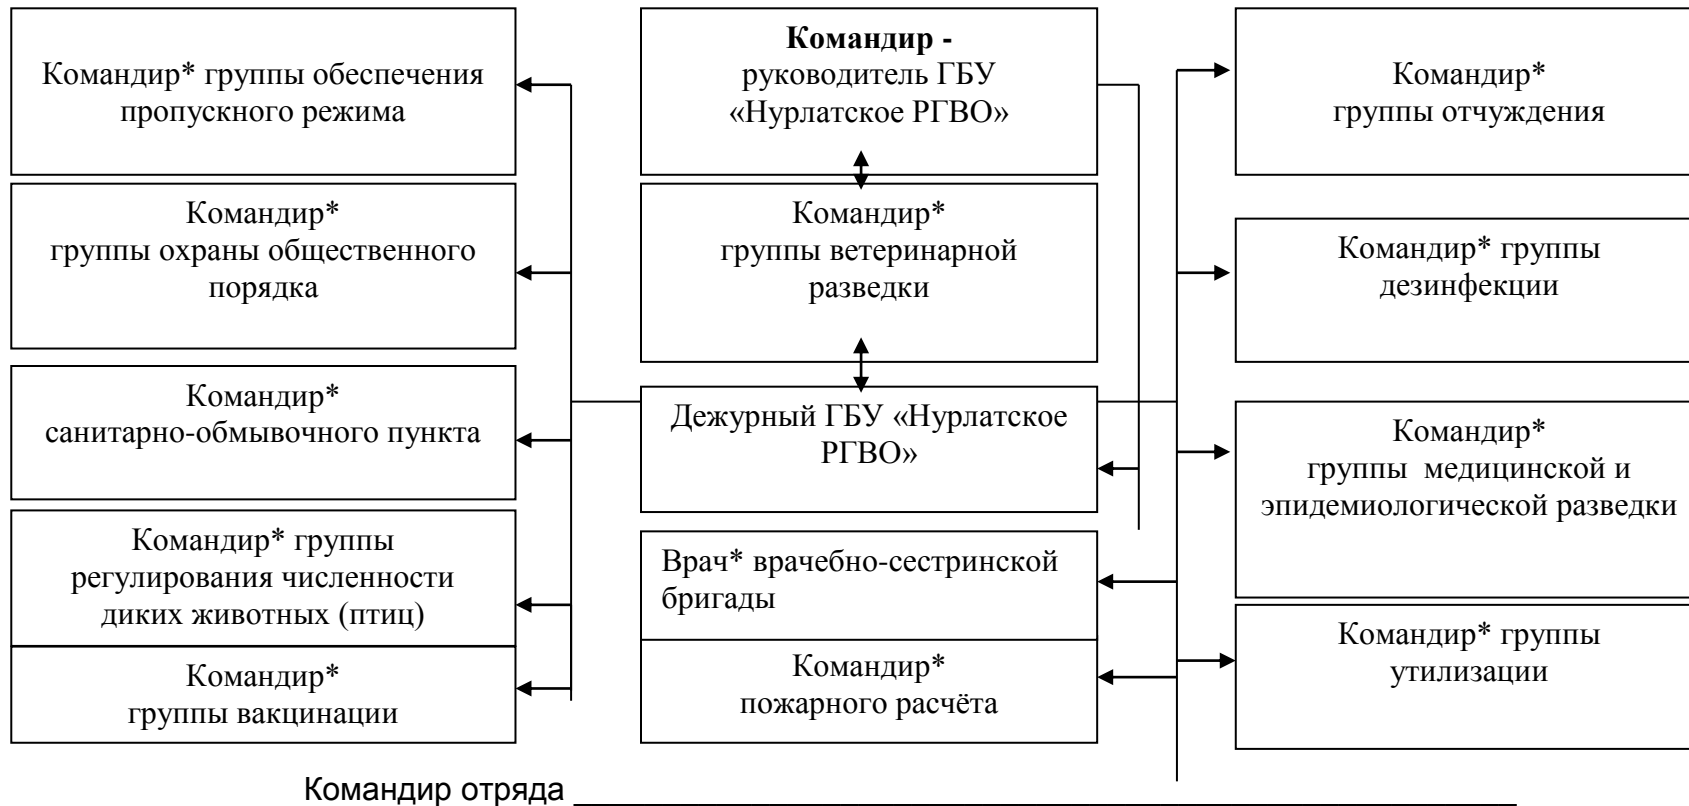 Командир* группы обеспечения
пропускного режима
Командир*
группы охраны общественного
порядка
Командир*
санитарно-обмывочного пункта
Командир* группы
регулирования численности
диких животных (птиц)
Командир*
группы вакцинации
Командир -
руководитель ГБУ
«Нурлатское РГВО»
Командир*
группы ветеринарной
разведки
Дежурный ГБУ «Нурлатское
РГВО»
Врач* врачебно-сестринской
бригады
Командир*
пожарного расчёта
Командир*
группы отчуждения
Командир* группы
дезинфекции
Командир*
группы медицинской и
эпидемиологической разведки
Командир* группы
утилизации
Командир отряда